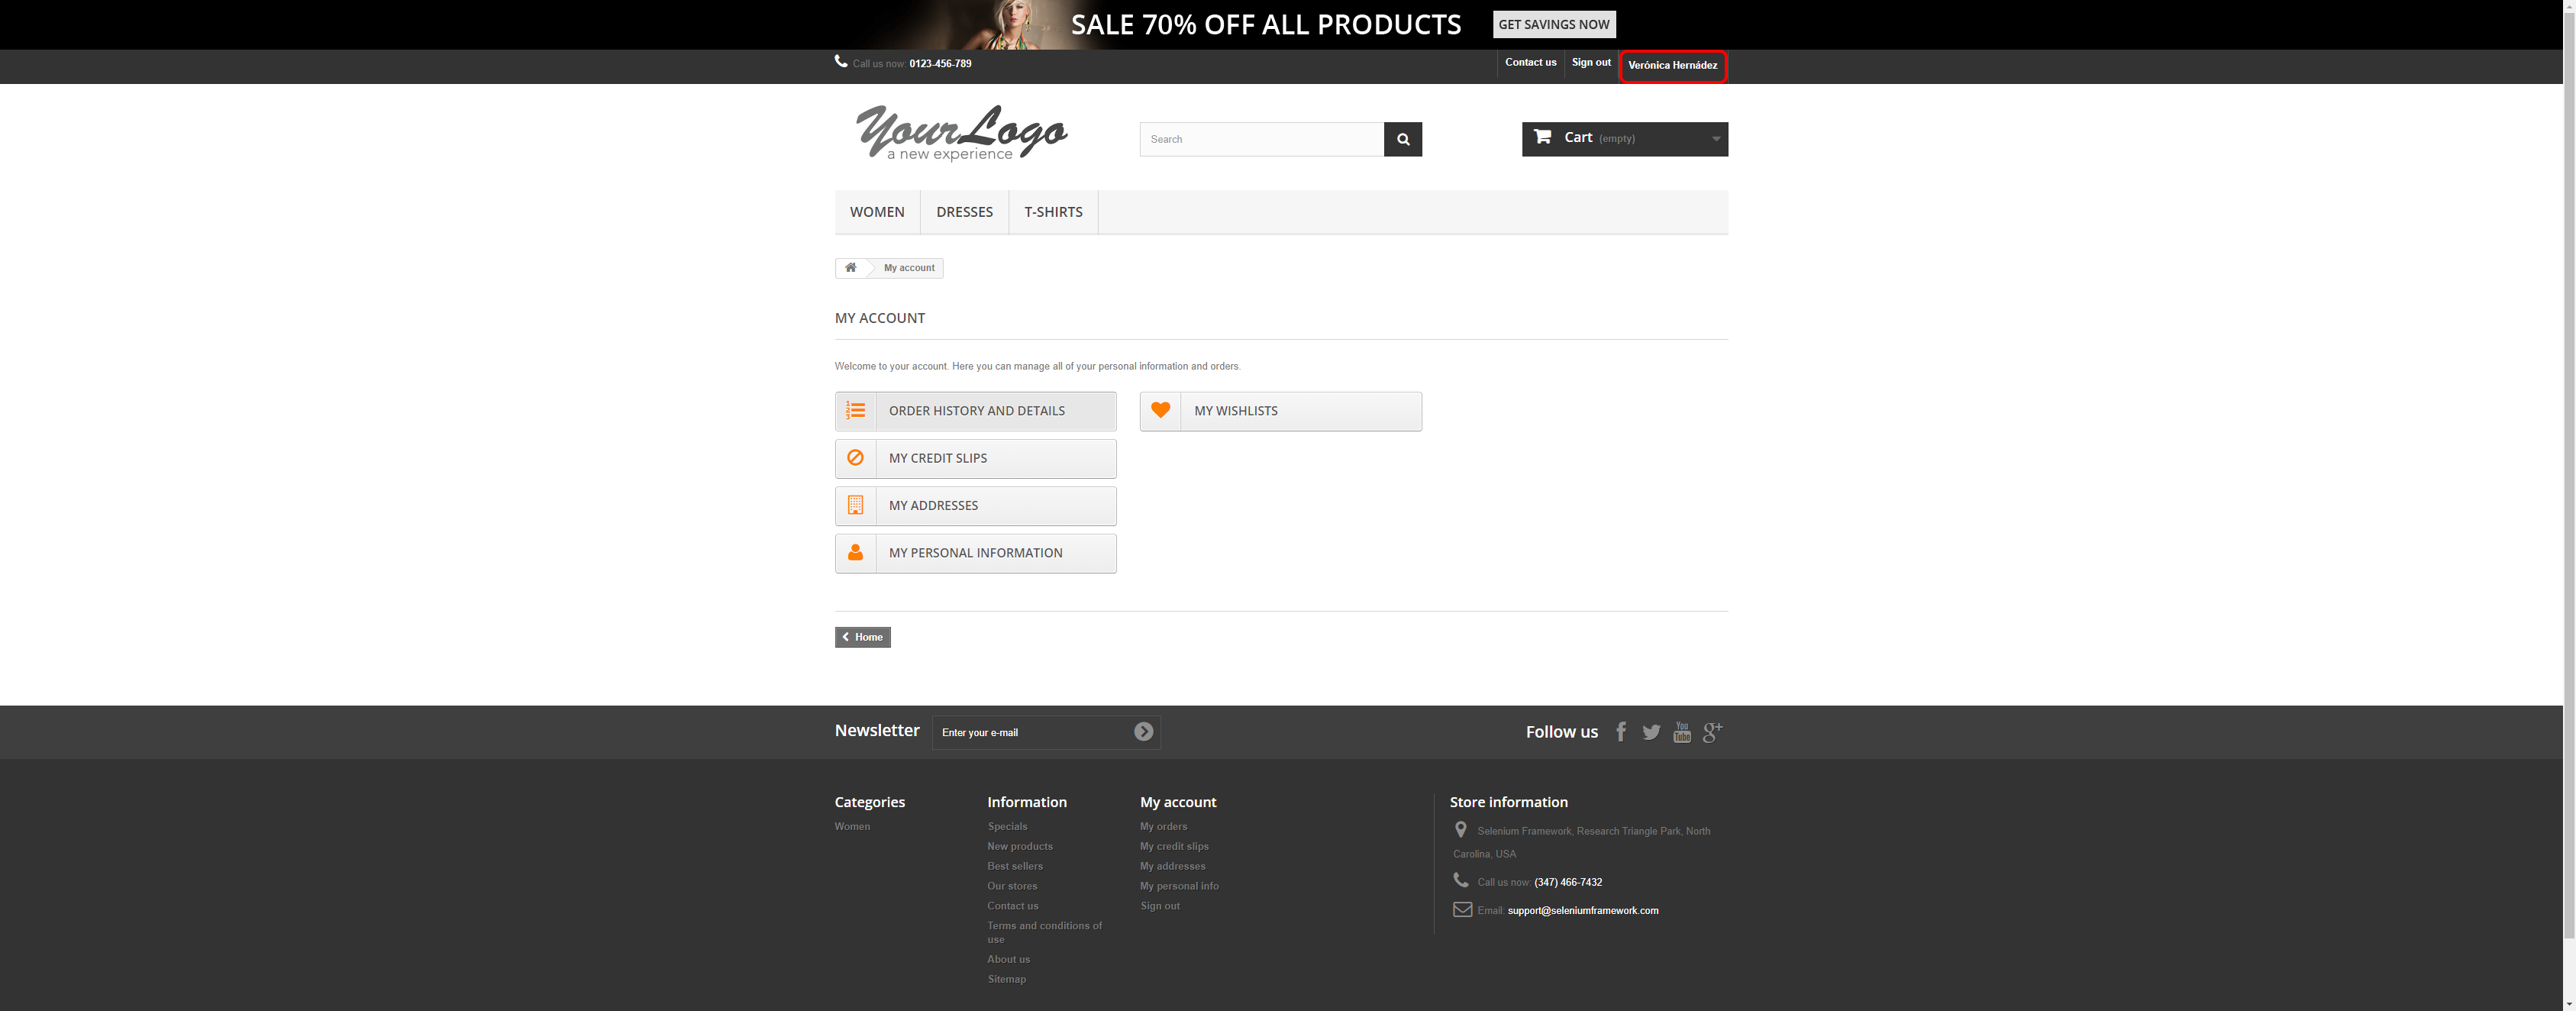 SALE 70% OFF ALL PRODUCTS GET SAVINGS NOW
Call us now: 0123-456-789 Contact us Sign out Verónica Hernádez
YourLogo
a new experience
Search
Cart (empty)
WOMEN DRESSES T-SHIRTS
My account
MY ACCOUNT
Welcome to your account. Here you can manage all of your personal information and orders.
ORDER HISTORY AND DETAILS
MY WISHLISTS
MY CREDIT SLIPS
MY ADDRESSES
MY PERSONAL INFORMATION
Home
Newsletter Enter your e-mail
Follow us
Categories
Women
Information
Specials
New products
Best sellers
Our stores
Contact us
Terms and conditions of
use
About us
Sitemap
My account
My orders
My credit slips
My addresses
My personal info
Sign out
Store information
Selenium Framework, Research Triangle Park, North
Carolina, USA
Call us now: (347) 466-7432
Email: support@seleniumframework.com